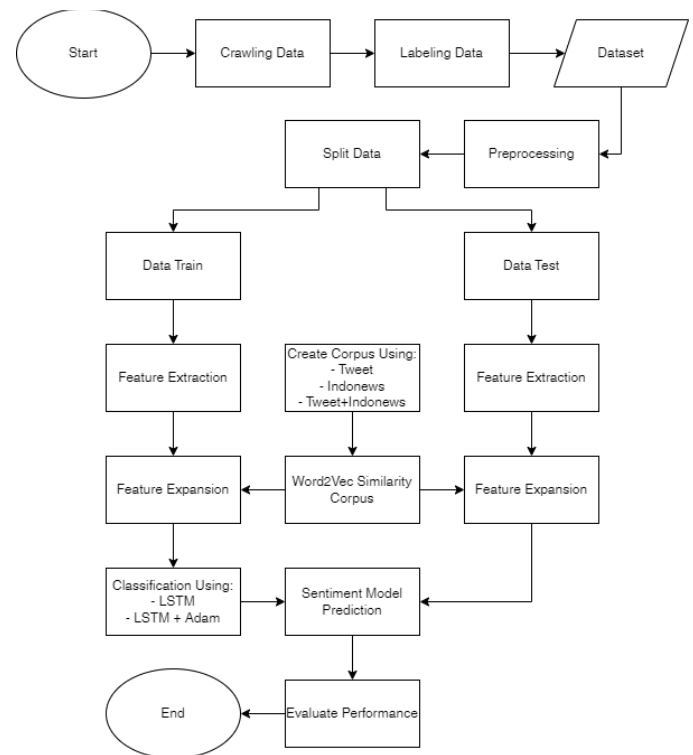 Start
Crawling Data
Labeling Data
Dataset
Split Data
Preprocessing
Data Train
Data Test
Feature Extraction
Create Corpus Using:
- Tweet
- Indonews
- Tweet+Indonews
Feature Extraction
Feature Expansion
Word2Vec Similarity
Corpus
Feature Expansion
Classification Using:
- LSTM
- LSTM + Adam
Sentiment Model
Prediction
End
Evaluate Performance